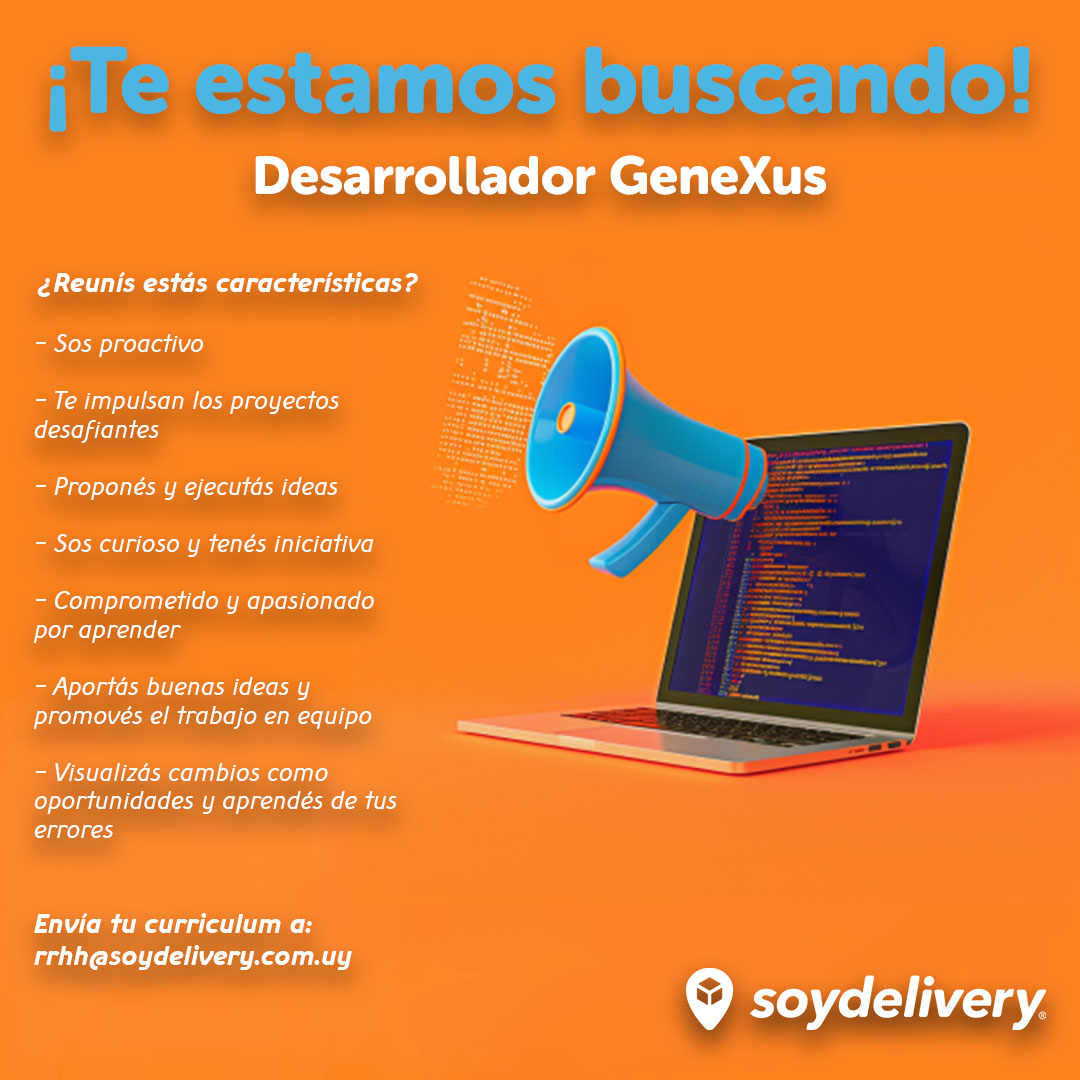 ¡Te estamos buscando!
Desarrollador GeneXus
¿Reunís estás características?
- Sos proactivo
- Te impulsan los proyectos
desafiantes
- Proponés y ejecutás ideas
- Sos curioso y tenés iniciativa
- Comprometido y apasionado
por aprender
- Aportás buenas ideas y
promovés el trabajo en equipo
- Visualizás cambios como
oportunidades y aprendés de tus
errores
Envía tu curriculum a:
rrhh@soydelivery.com.uy
soydelivery®